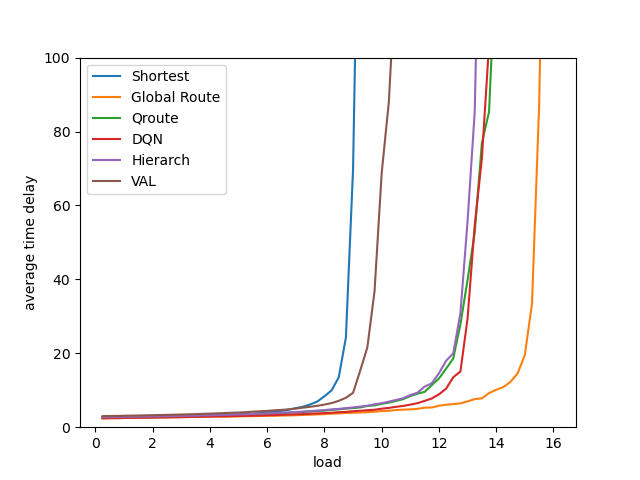 100
80
60
40
20
0
average time delay
Shortest
Global Route
Qroute
DQN
Hierarch
VAL
0 2 4 6 8 10 12 14 16
load